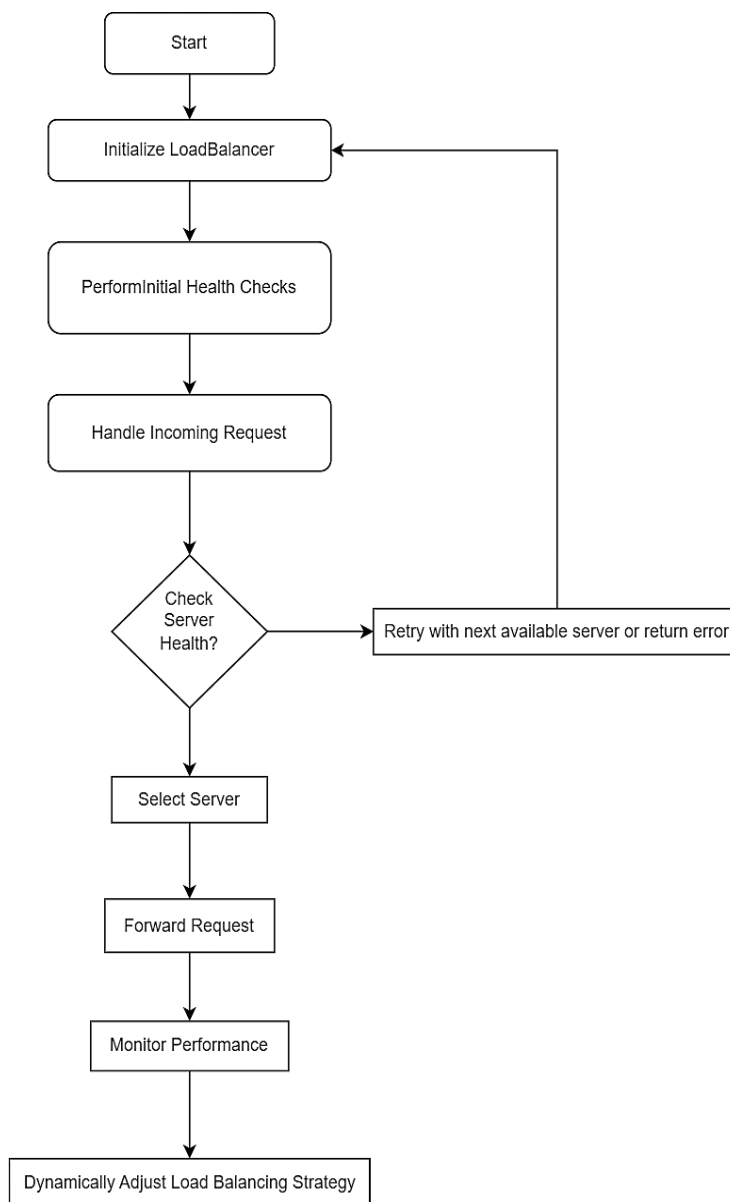 Start
Initialize LoadBalancer
PerformInitial Health Checks
Handle Incoming Request
Check
Server
Health?
Retry with next available server or return error
Select Server
Forward Request
Monitor Performance
Dynamically Adjust Load Balancing Strategy